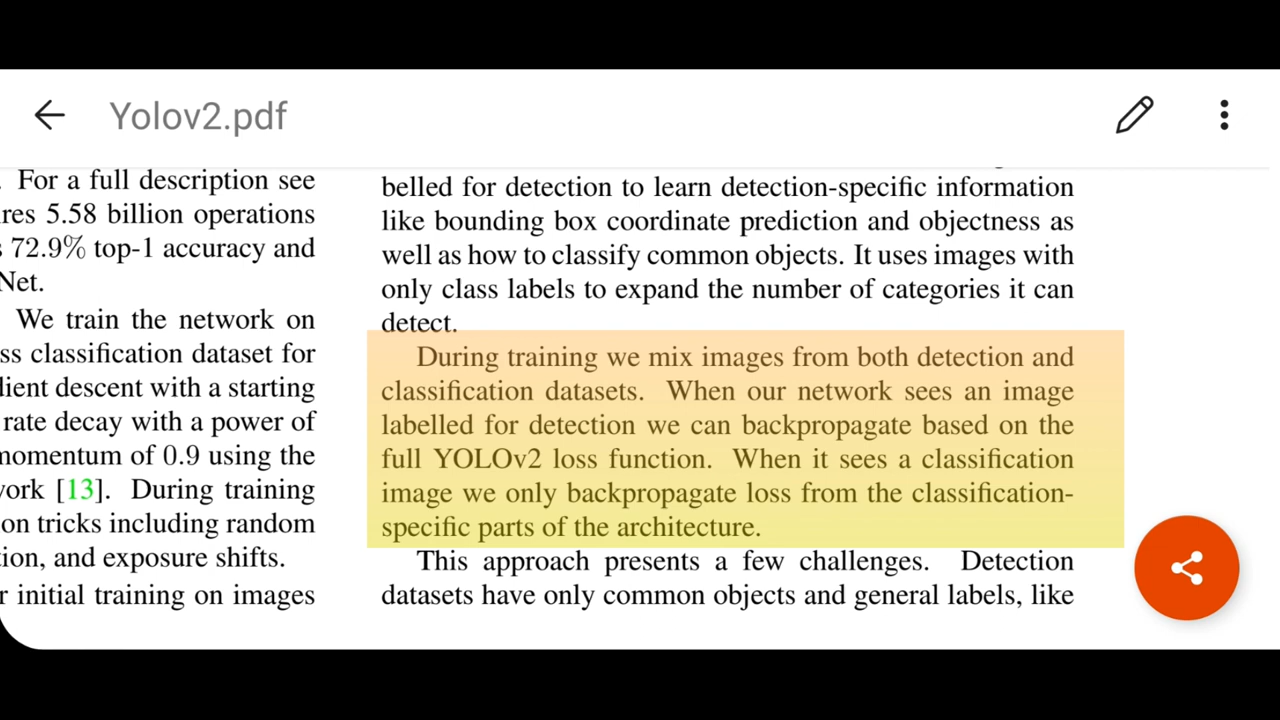 Yolov2.pdf
. For a full description see
5.58 billion operations
72.9% top-1 accuracy and
Net.
We train the network on
classification dataset for
descent with a starting
rate decay with a power of
momentum of 0.9 using the
[13]. During training
tricks including random
and exposure shifts.
initial training on images
belled for detection to learn detection-specific information
like bounding box coordinate prediction and objectness as
well as how to classify common objects. It uses images with
only class labels to expand the number of categories it can
detect.
During training we mix images from both detection and
classification datasets. When our network sees an image
labelled for detection we can backpropagate based on the
full YOLOv2 loss function. When it sees a classification
image we only backpropagate loss from the classification-
specific parts of the architecture.
This approach presents a few challenges. Detection
datasets have only common objects and general labels, like